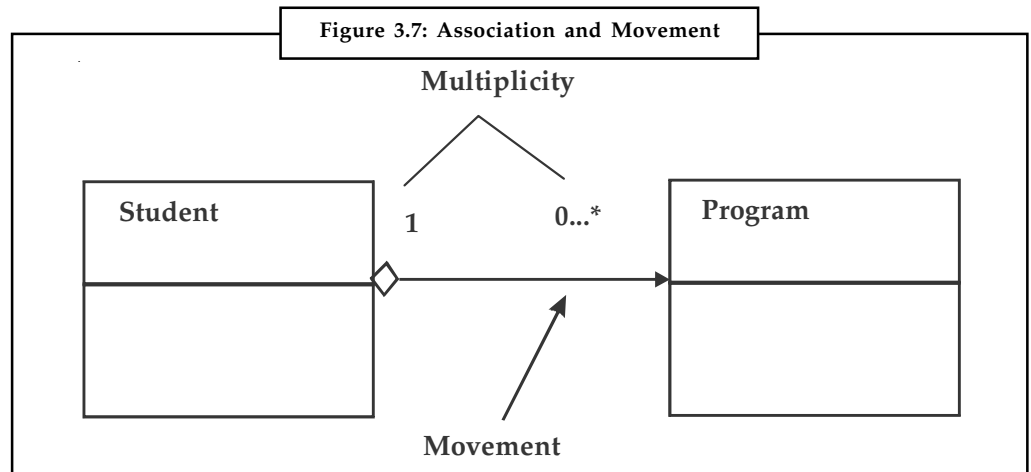 Figure 3.7: Association and Movement
Multiplicity
Student
1
0...*
Program
Movement